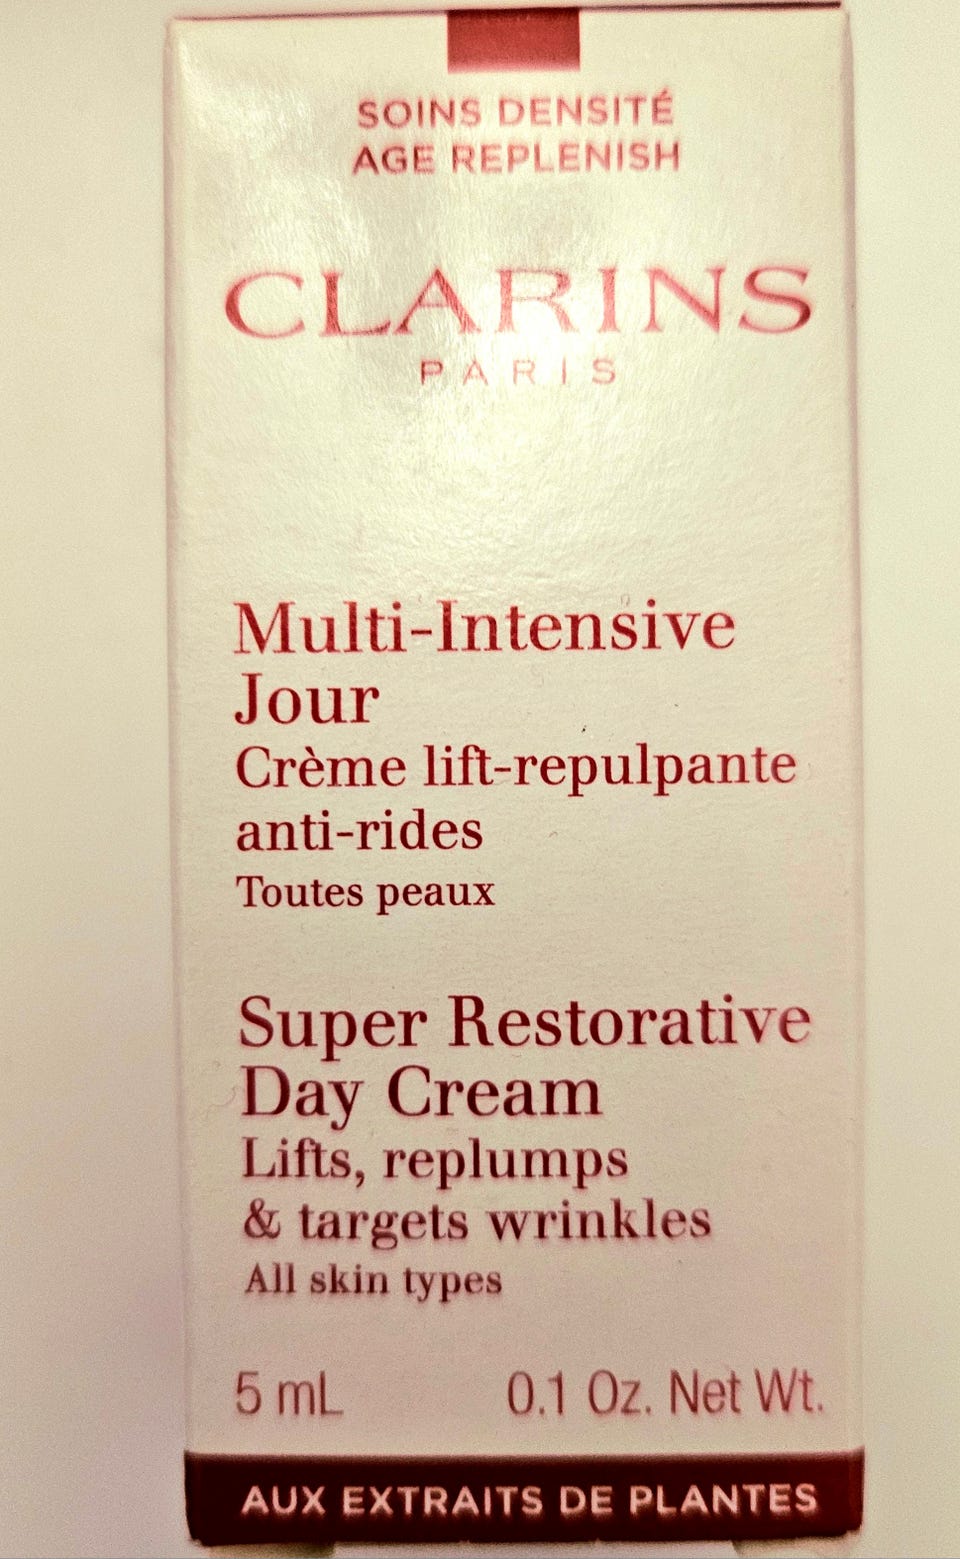 SOINS DENSITÉ
AGE REPLENISH
CLARINS
PARIS
Multi-Intensive
Jour
Crème lift-repulpante
anti-rides
Toutes peaux
Super Restorative
Day Cream
Lifts, replumps
& targets wrinkles
All skin types
5 mL 0.1 Oz. Net Wt.
AUX EXTRAITS DE PLANTES